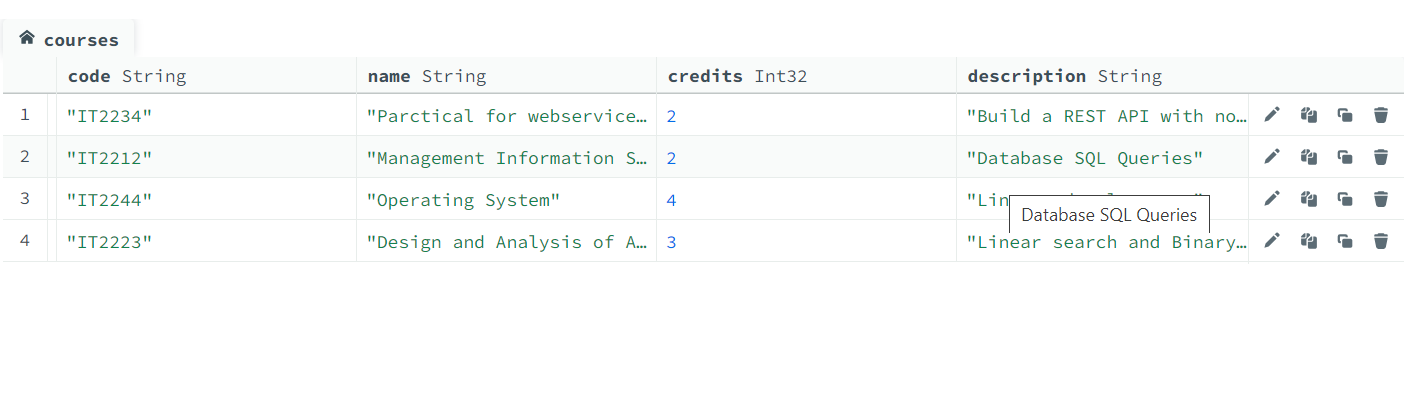 courses
code String name String credits Int32 description String
1 "IT2234" "Parctical for webservice… 2 "Build a REST API with no…
2 "IT2212" "Management Information S… 2 "Database SQL Queries"
3 "IT2244" "Operating System" 4 "Lin
Database SQL Queries
4 "IT2223" "Design and Analysis of A… 3 "Linear search and Binary…